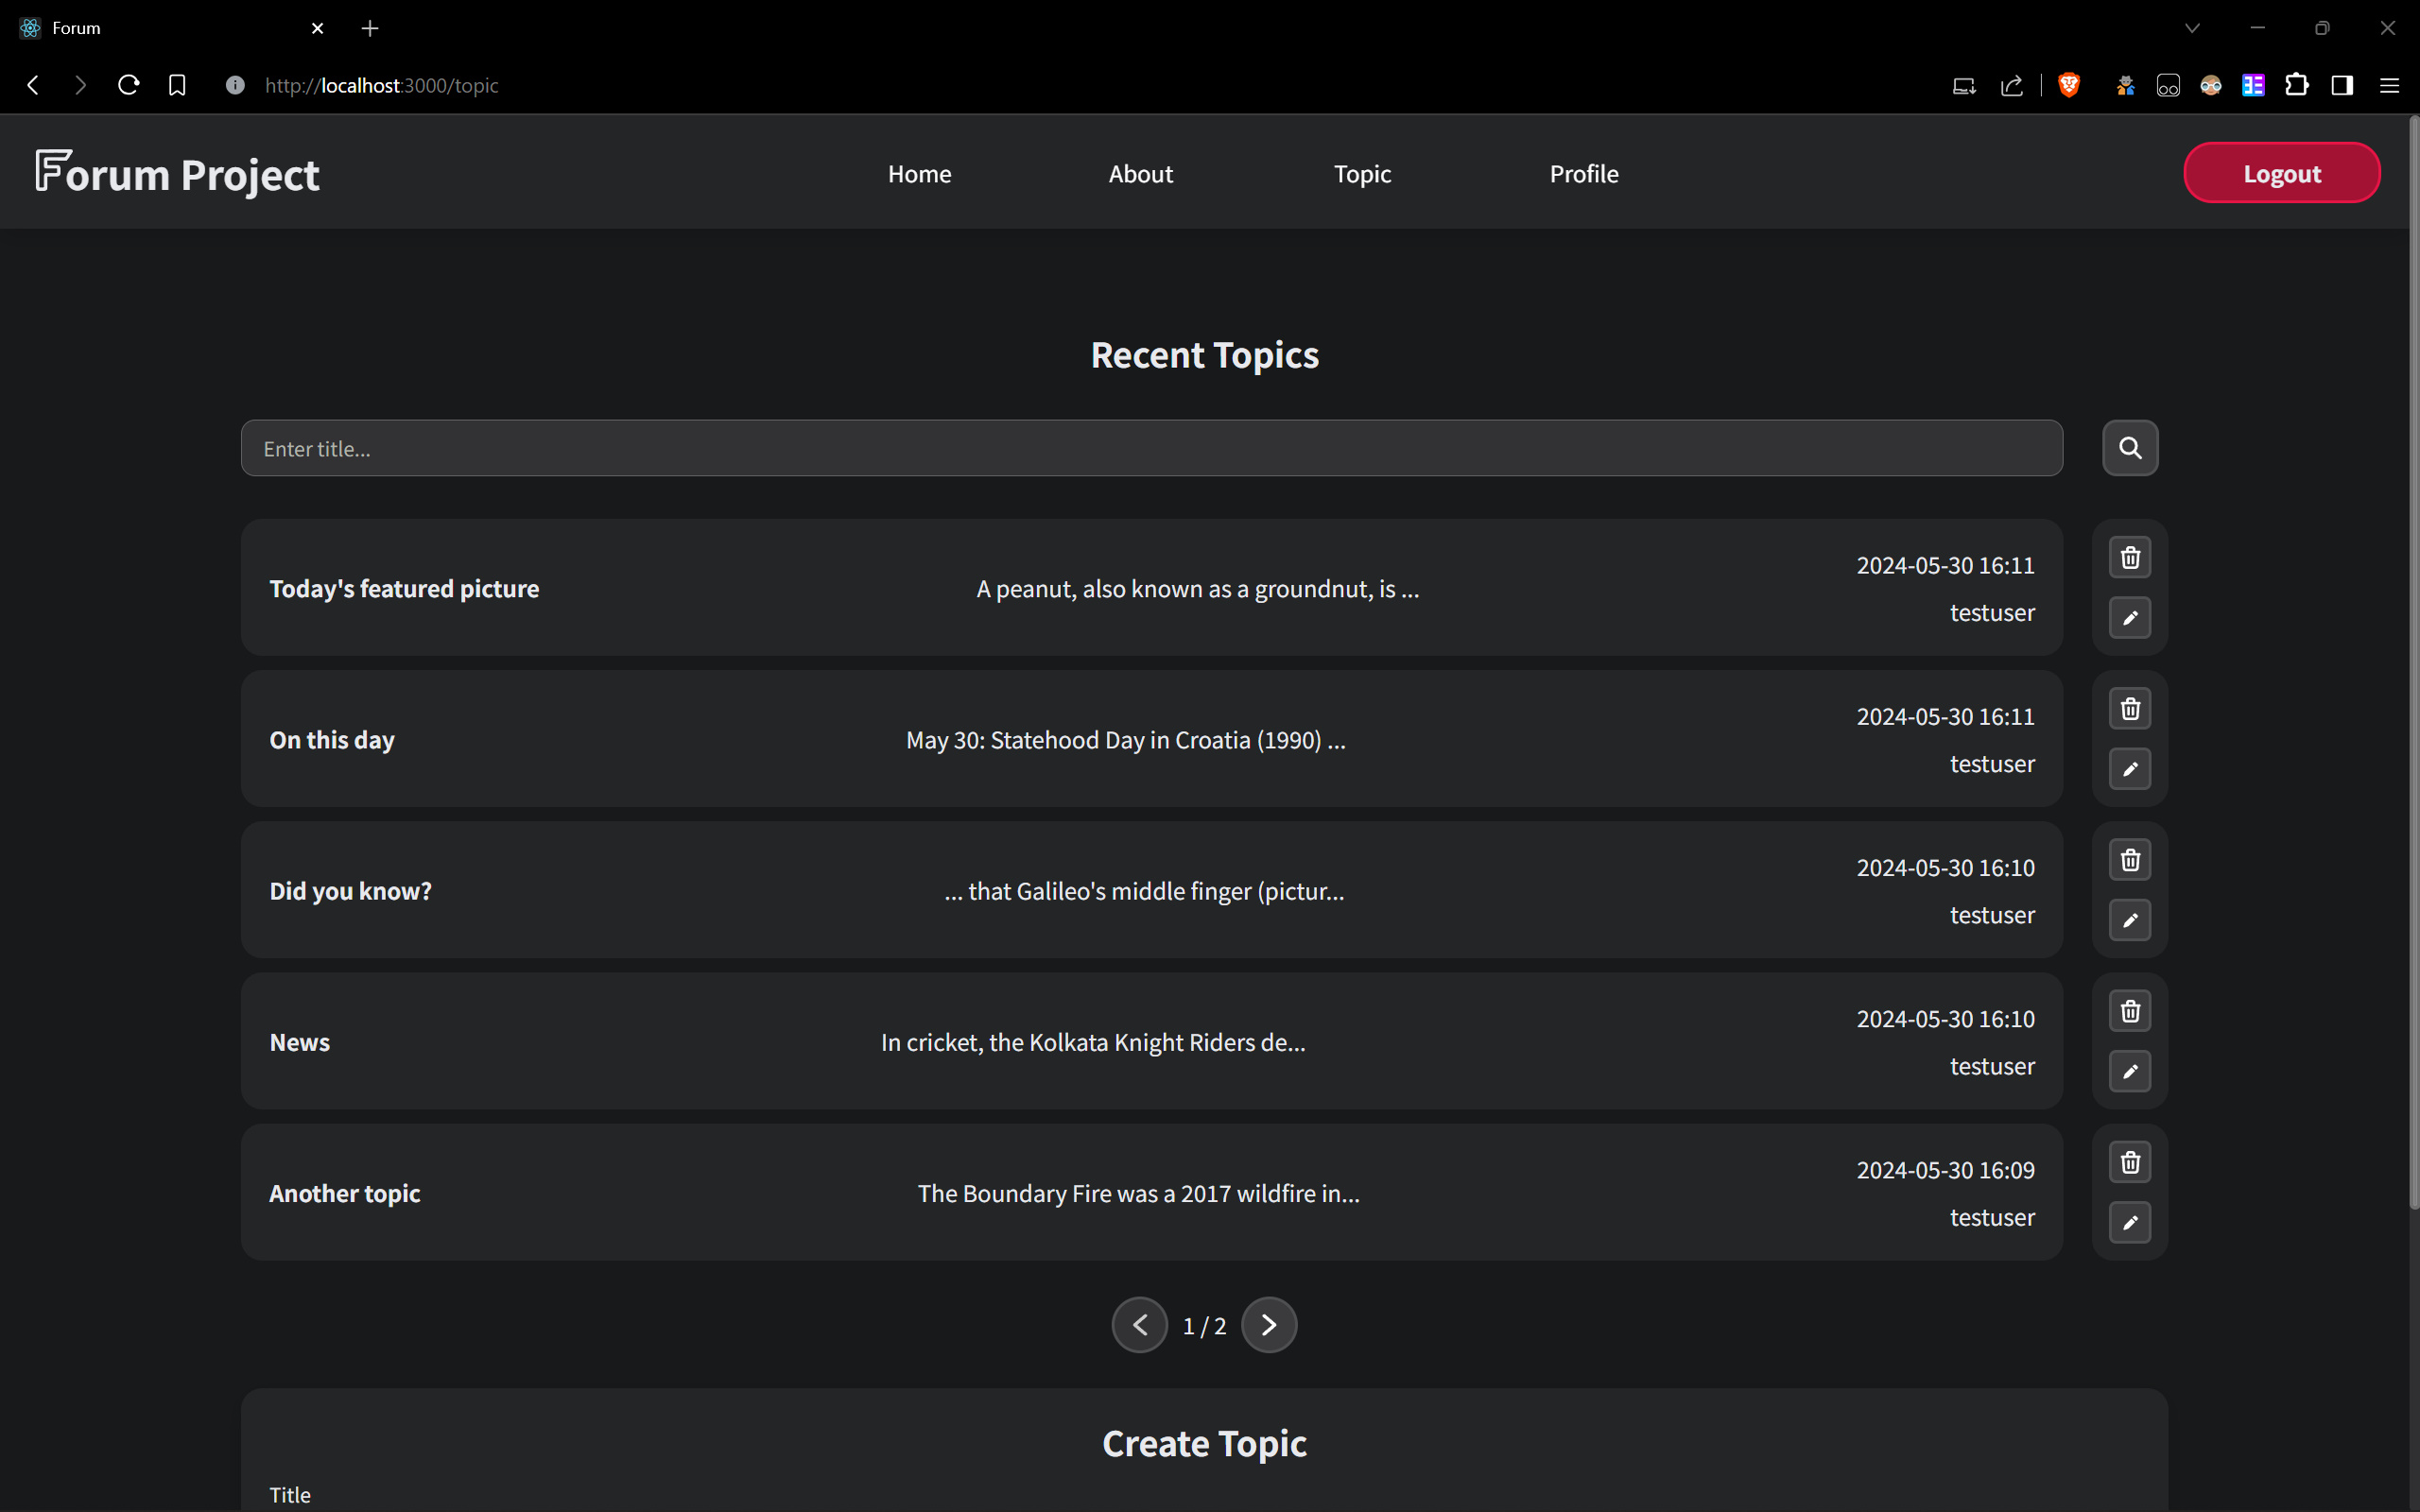 Forum
http://localhost:3000/topic
Forum Project
Home
About
Topic
Profile
Logout
Recent Topics
Enter title...
Today's featured picture
A peanut, also known as a groundnut, is ...
2024-05-30 16:11
testuser
On this day
May 30: Statehood Day in Croatia (1990) ...
2024-05-30 16:11
testuser
Did you know?
... that Galileo's middle finger (pictur...
2024-05-30 16:10
testuser
News
In cricket, the Kolkata Knight Riders de...
2024-05-30 16:10
testuser
Another topic
The Boundary Fire was a 2017 wildfire in...
2024-05-30 16:09
testuser
1 / 2
Create Topic
Title